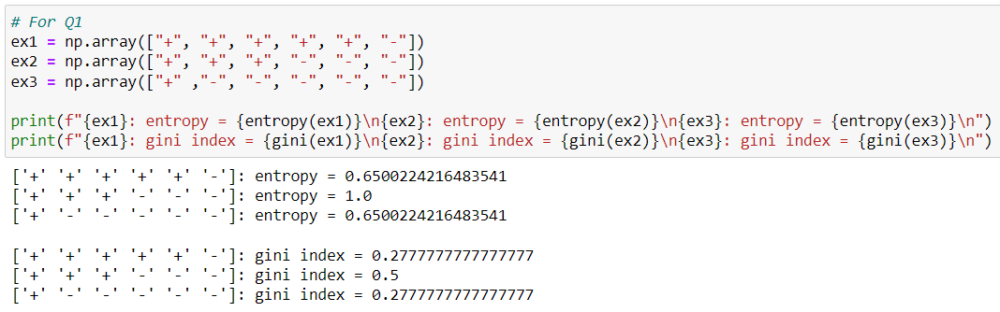 # For Q1
ex1 = np.array(["+", "+", "+", "+", "+", "-"])
ex2 = np.array(["+", "+", "+", "-", "-", "-"])
ex3 = np.array(["+" ,"-", "-", "-", "-", "-"])
print(f"{ex1}: entropy = {entropy(ex1)}\n{ex2}: entropy = {entropy(ex2)}\n{ex3}: entropy = {entropy(ex3)}\n")
print(f"{ex1}: gini index = {gini(ex1)}\n{ex2}: gini index = {gini(ex2)}\n{ex3}: gini index = {gini(ex3)}\n")
['+' '+' '+' '+' '+' '-']: entropy = 0.6500224216483541
['+' '+' '+' '-' '-' '-']: entropy = 1.0
['+' '-' '-' '-' '-' '-']: entropy = 0.6500224216483541
['+' '+' '+' '+' '+' '-']: gini index = 0.2777777777777777
['+' '+' '+' '-' '-' '-']: gini index = 0.5
['+' '-' '-' '-' '-' '-']: gini index = 0.2777777777777777